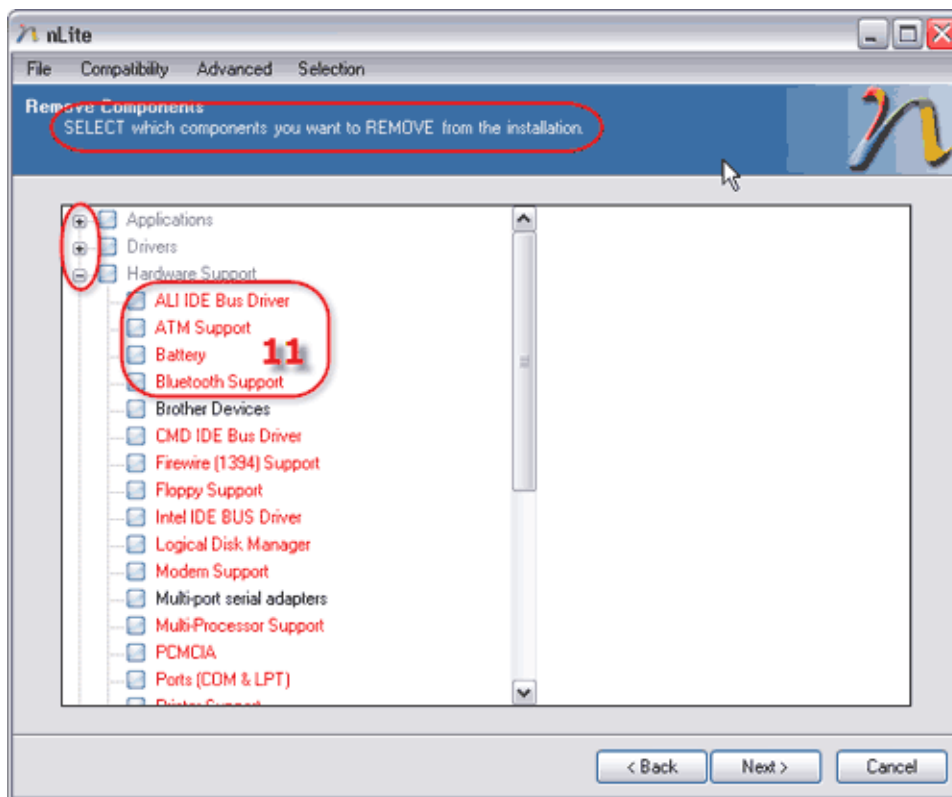 nLite
File Compatibility Advanced Selection
Remove Components
SELECT which components you want to REMOVE from the installation.
Applications
Drivers
Hardware Support
ALI IDE Bus Driver
ATM Support
Battery
11
Bluetooth Support
Brother Devices
CMD IDE Bus Driver
Firewire (1394) Support
Floppy Support
Intel IDE BUS Driver
Logical Disk Manager
Modem Support
Multi-port serial adapters
Multi-Processor Support
PCMCIA
Ports (COM & LPT)
Printer Support
< Back Next > Cancel